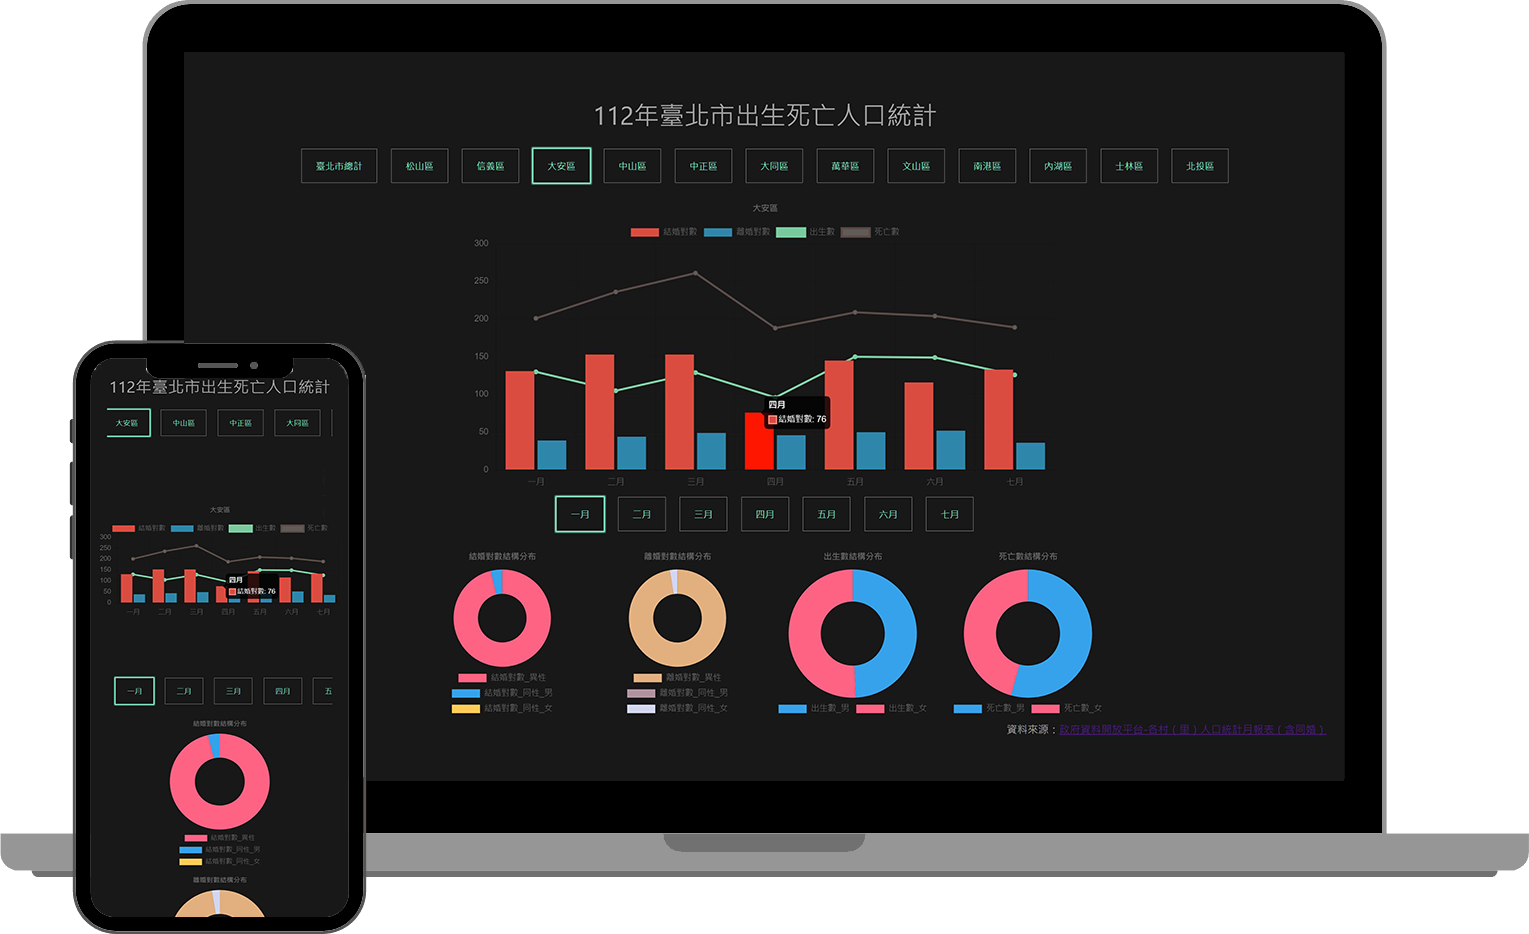 112年臺北市出生死亡人口統計
臺北市總計 松山區 信義區 大安區 中山區 中正區 大同區 萬華區 文山區 南港區 內湖區 士林區 北投區
大安區
結婚對數 離婚對數 出生數 死亡數
300
250
200
150
100
50
0
四月
結婚對數: 76
一月 二月 三月 四月 五月 六月 七月
一月 二月 三月 四月 五月 六月 七月
結婚對數結構分布 離婚對數結構分布 出生數結構分布 死亡數結構分布
結婚對數_異性 離婚對數_異性
結婚對數_同性_男 離婚對數_同性_男
結婚對數_同性_女 離婚對數_同性_女 出生數_男 出生數_女 死亡數_男 死亡數_女
資料來源：政府資料開放平台-各村（里）人口統計月報表（含同婚）
112年臺北市出生死亡人口統計
大安區 中山區 中正區 大同區
大安區
結婚對數 離婚對數 出生數 死亡數
300
250
200
150
100
50
0
四月
結婚對數: 76
一月 二月 三月 四月 五月 六月 七月
一月 二月 三月 四月 五
結婚對數結構分布
結婚對數_異性
結婚對數_同性_男
結婚對數_同性_女
離婚對數結構分布